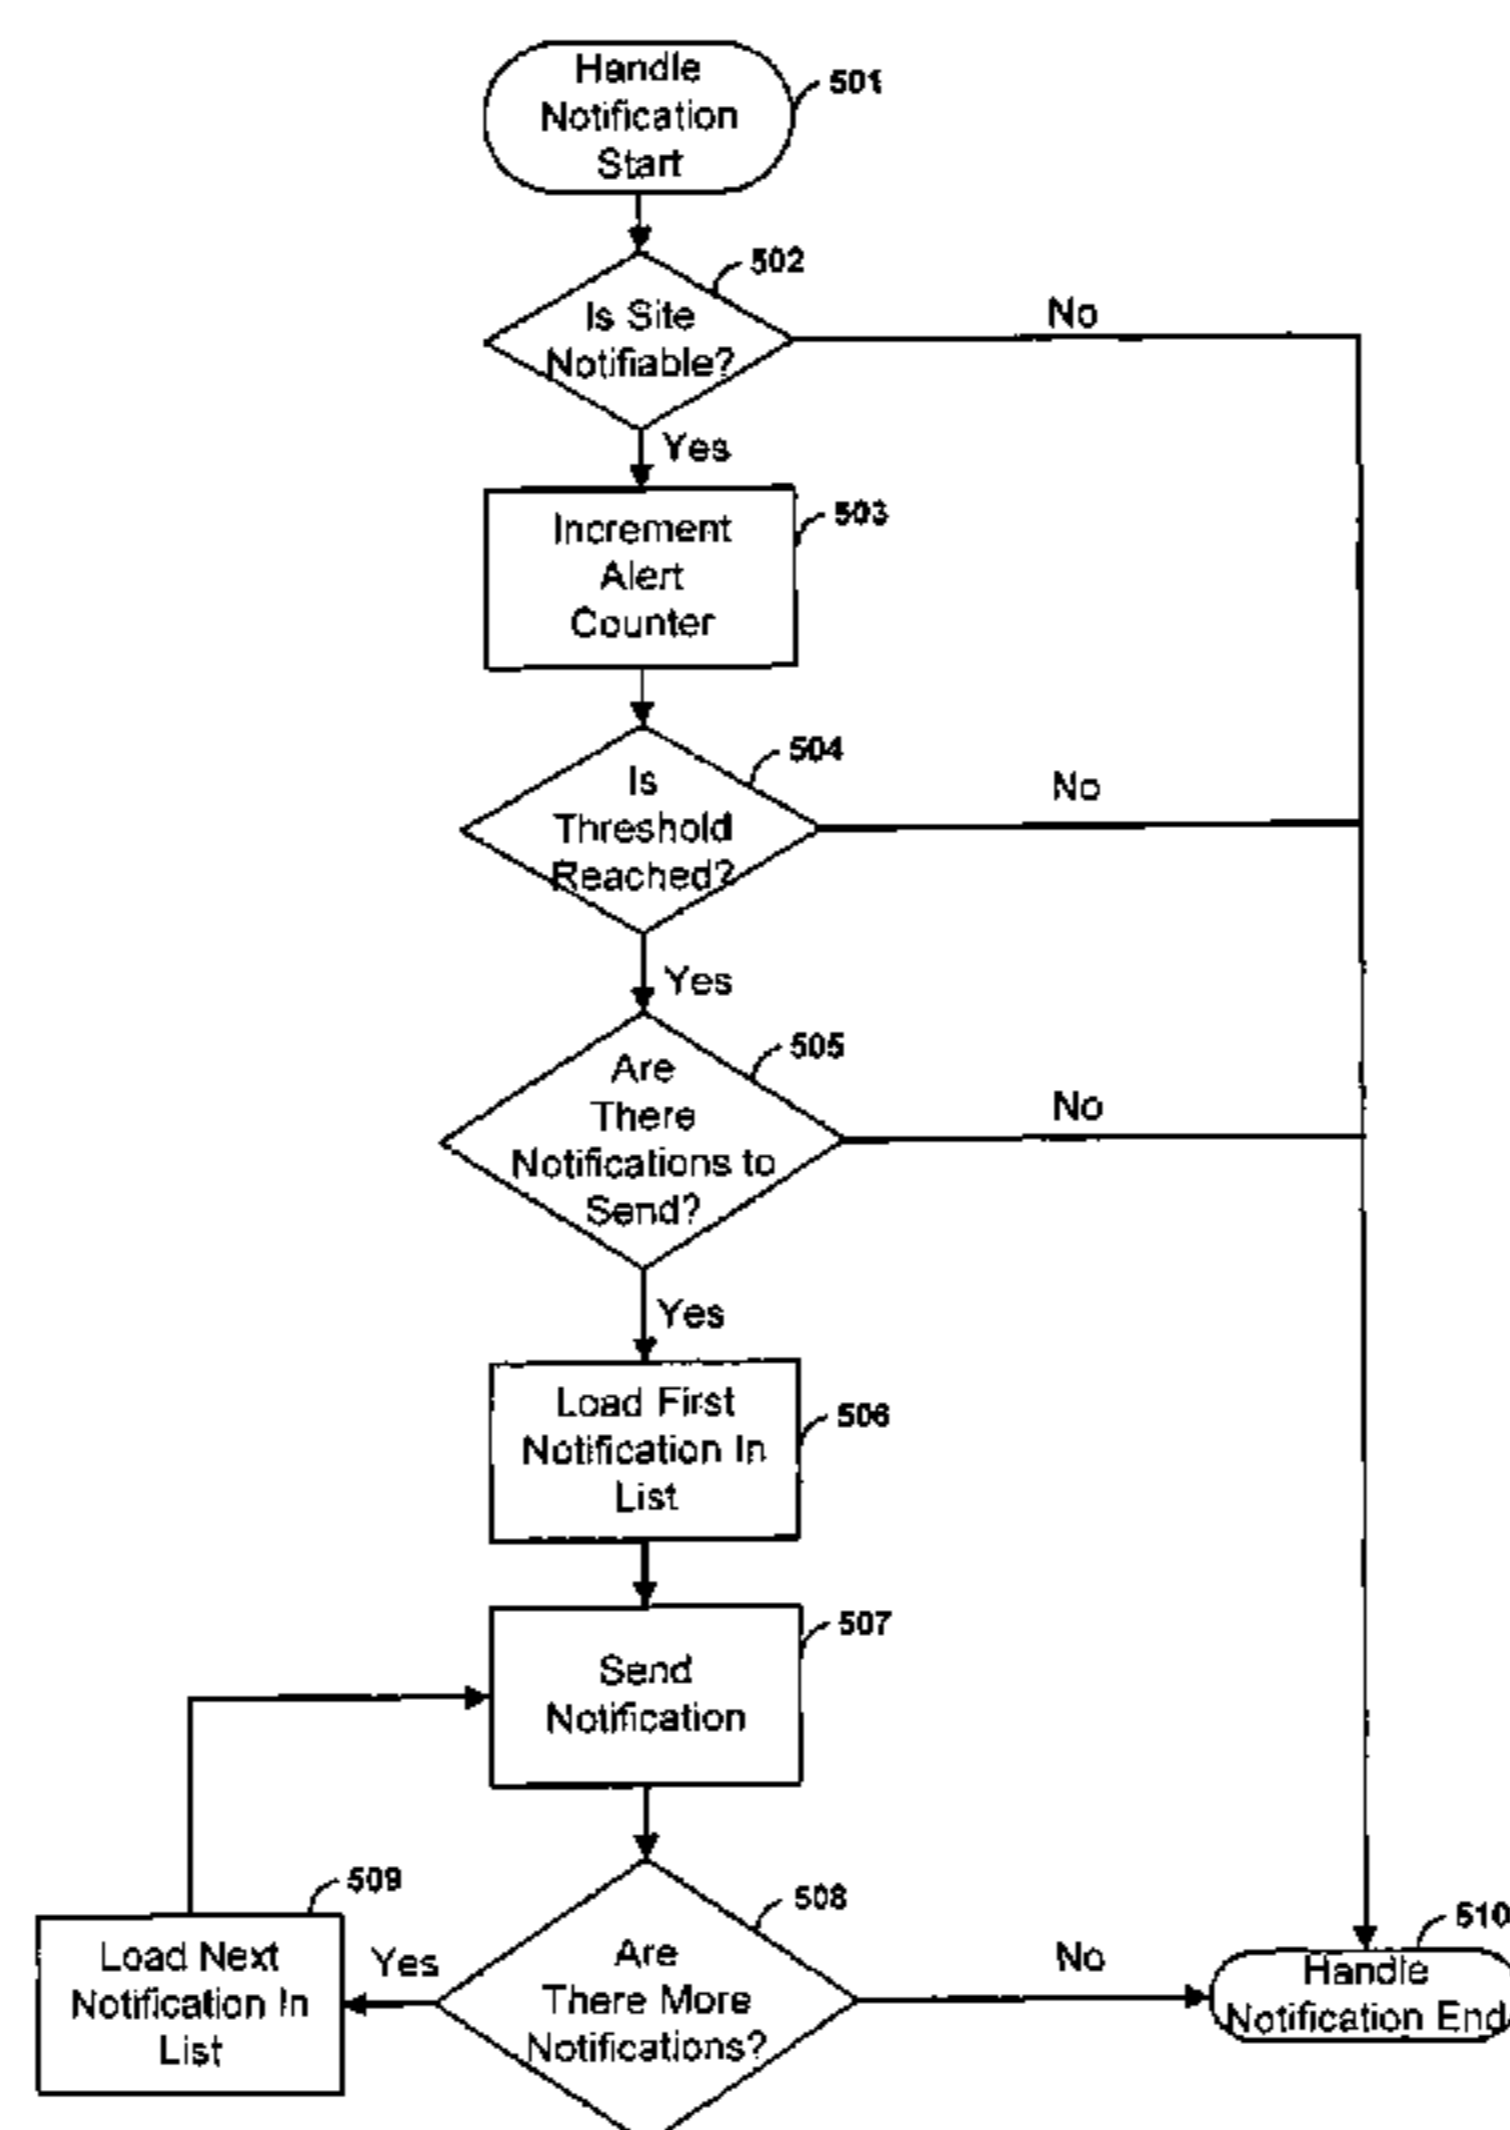 Handle
Notification
Start
501
Is Site
Notifiable?
502
No
Yes
Increment
Alert
Counter
503
Is
Threshold
Reached?
504
No
Yes
Are
There
Notifications to
Send?
505
No
Yes
Load First
Notification In
List
506
Send
Notification
507
Are
There More
Notifications?
508
Yes
No
Load Next
Notification In
List
509
Handle
Notification End
510